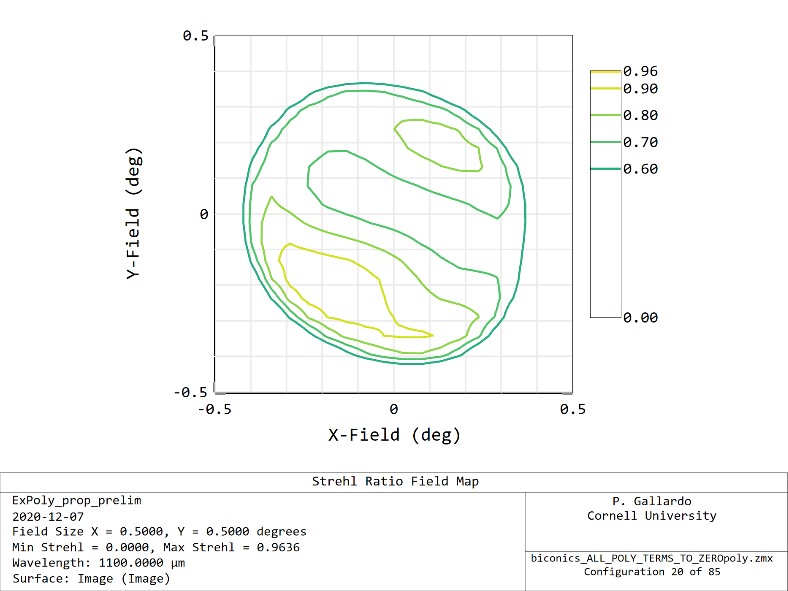 0.5
0
-0.5
-0.5
0
0.5
Y-Field (deg)
X-Field (deg)
0.96
0.90
0.80
0.70
0.60
0.00
Strehl Ratio Field Map
ExPoly_prop_prelim
2020-12-07
Field Size X = 0.5000, Y = 0.5000 degrees
Min Strehl = 0.0000, Max Strehl = 0.9636
Wavelength: 1100.0000 µm
Surface: Image (Image)
P. Gallardo
Cornell University
biconics_ALL_POLY_TERMS_TO_ZEROpoly.zmx
Configuration 20 of 85